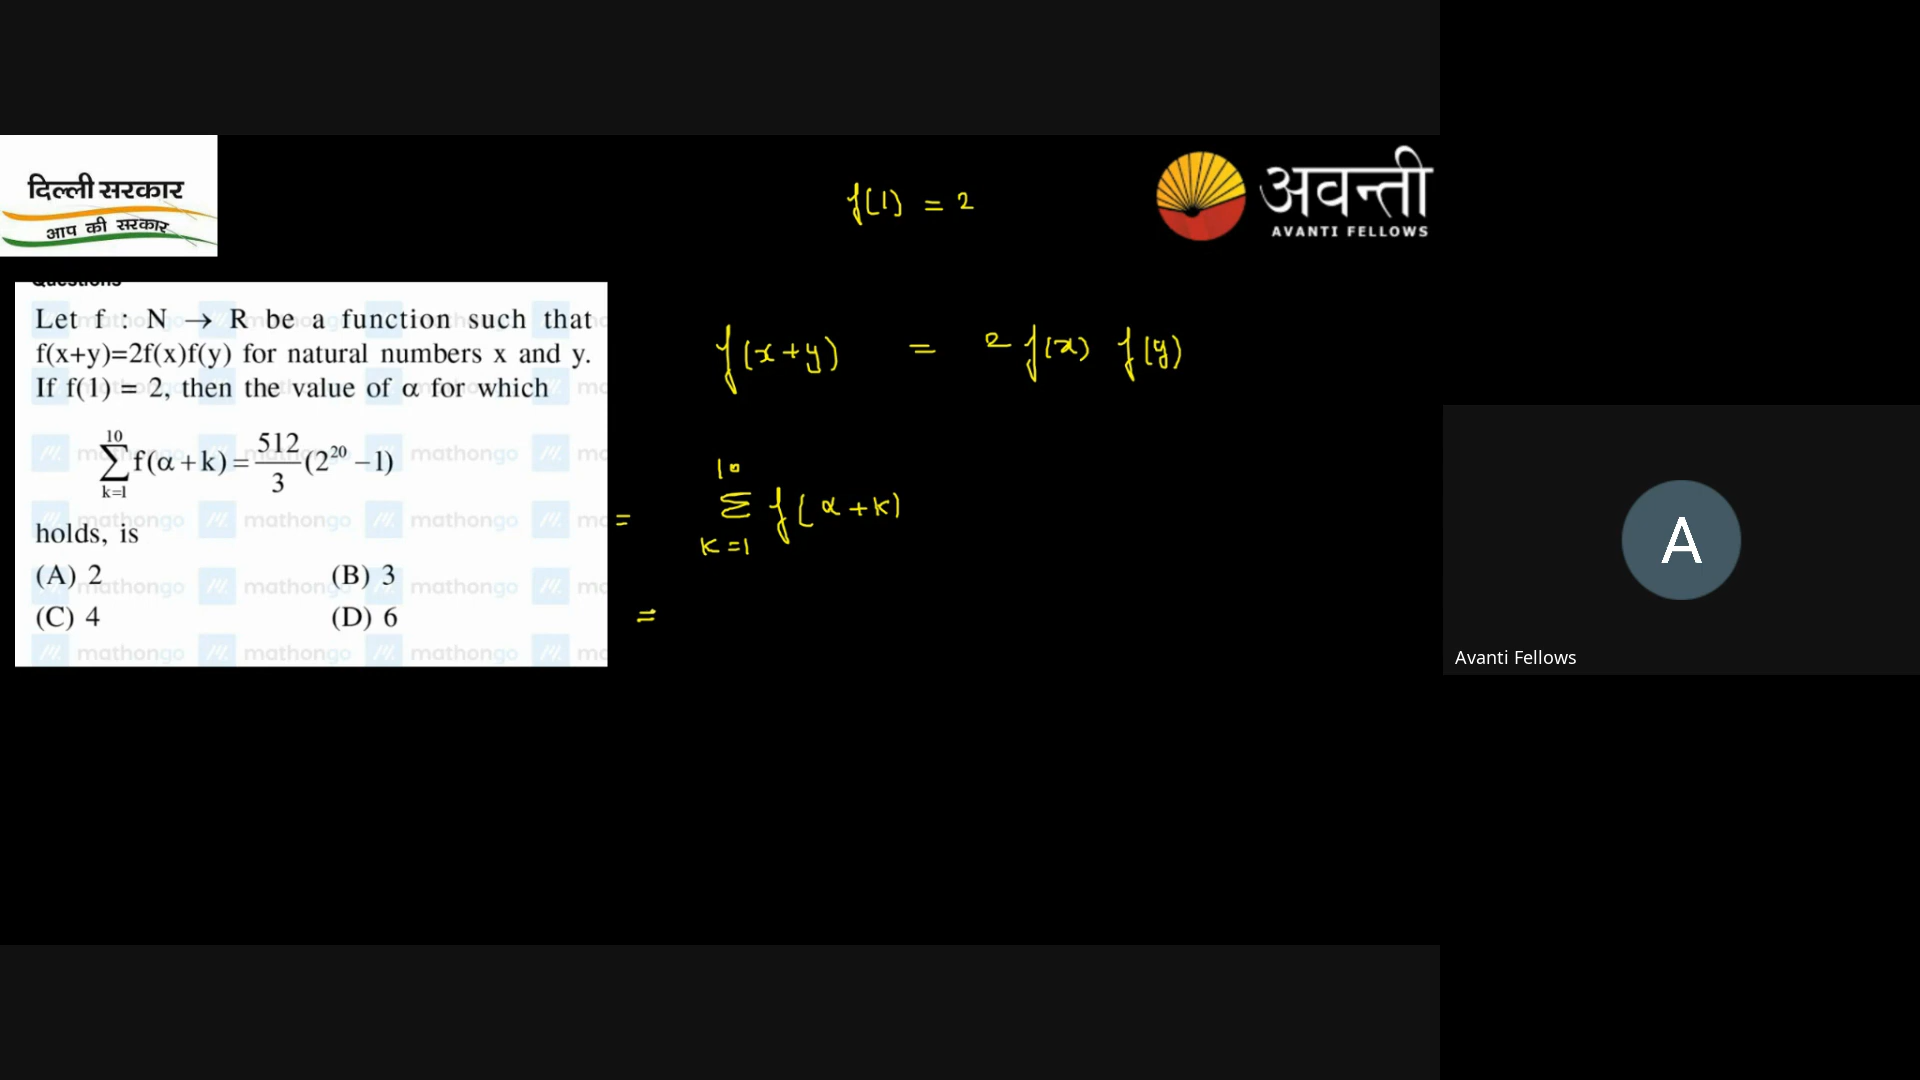 दिल्ली सरकार
आप की सरकार
f(1) = 2
अवन्ती
AVANTI FELLOWS
Questions
Let f : N → R be a function such that
f(x+y)=2f(x)f(y) for natural numbers x and y.
If f(1) = 2, then the value of α for which
∑_{k=1}^{10} f(α+k) = 512/3 (2^{20} – 1)
holds, is
(A) 2 (B) 3
(C) 4 (D) 6
f(x+y) = 2 f(x) f(y)
= ∑_{k=1}^{10} f(α+k)
=
mathongo
A
Avanti Fellows